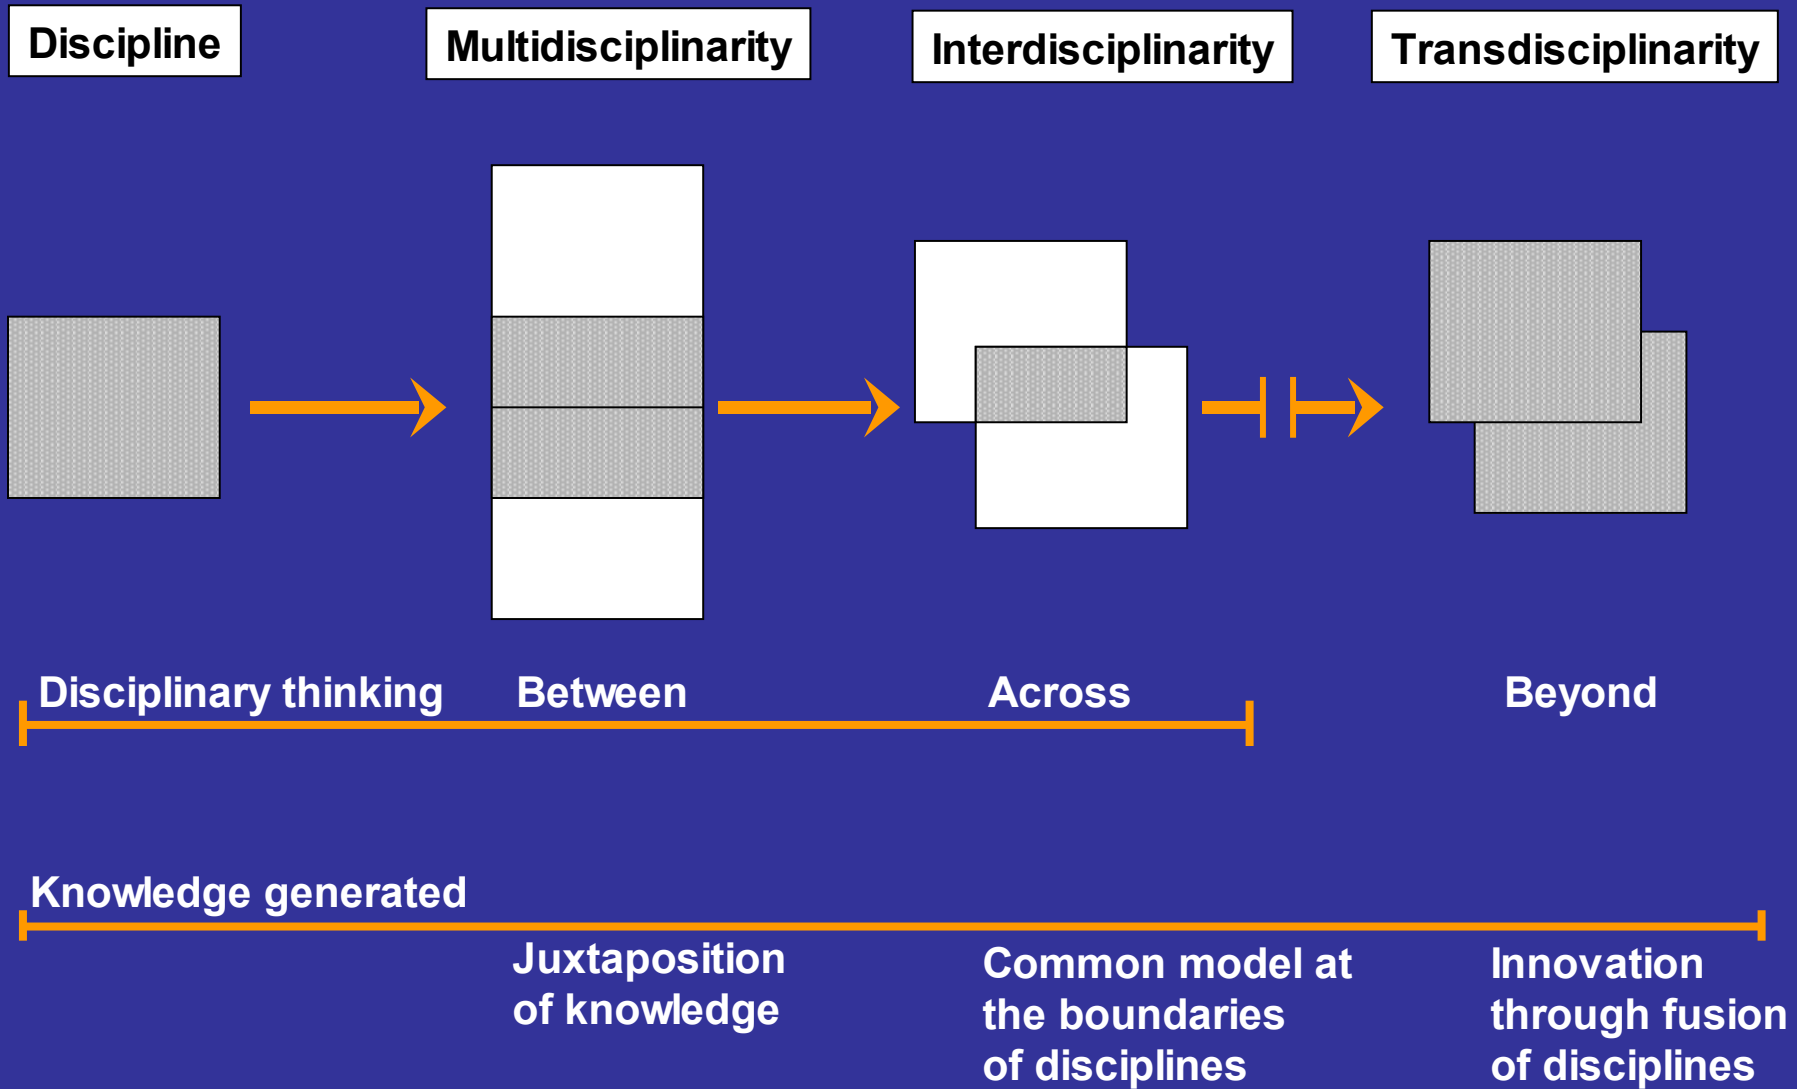 Discipline
Multidisciplinarity
Interdisciplinarity
Transdisciplinarity
Disciplinary thinking
Between
Across
Beyond
Knowledge generated
Juxtaposition
of knowledge
Common model at
the boundaries
of disciplines
Innovation
through fusion
of disciplines